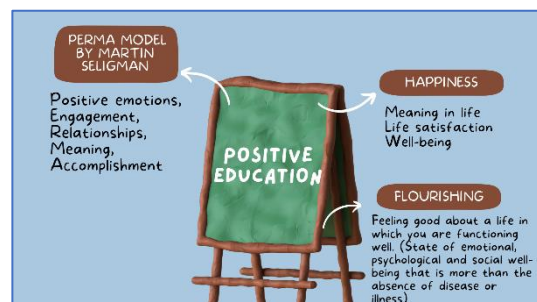 PERMA MODEL
BY MARTIN
SELIGMAN
Positive emotions,
Engagement,
Relationships,
Meaning,
Accomplishment
POSITIVE
EDUCATION
HAPPINESS
Meaning in life
Life satisfaction
Well-being
FLOURISHING
Feeling good about a life in
which you are functioning
well. (State of emotional,
psychological and social well-
being that is more than the
absence of disease or
illness)